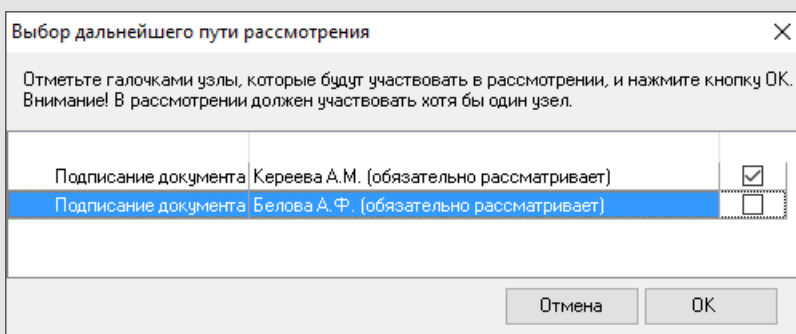 Выбор дальнейшего пути рассмотрения
Отметьте галочками узлы, которые будут участвовать в рассмотрении, и нажмите кнопку ОК.
Внимание! В рассмотрении должен участвовать хотя бы один узел.
Подписание документа Кереева А.М. (обязательно рассматривает)
Подписание документа Белова А.Ф. (обязательно рассматривает)
Отмена ОК